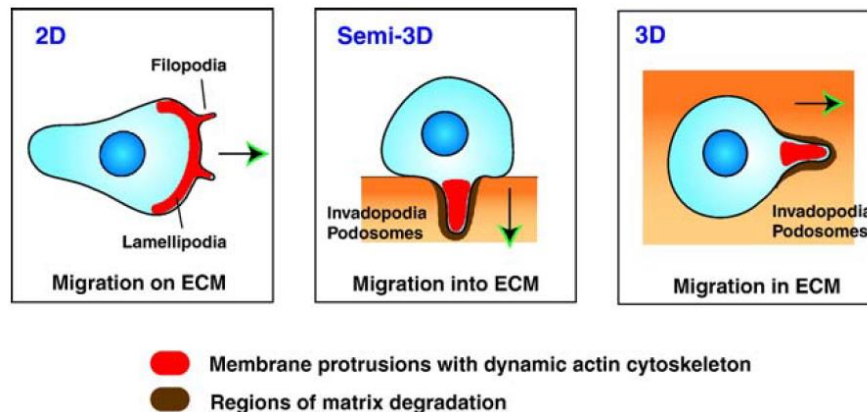 2D
Filopodia
Lamellipodia
Migration on ECM
Semi-3D
Invadopodia
Podosomes
Migration into ECM
3D
Invadopodia
Podosomes
Migration in ECM
Membrane protrusions with dynamic actin cytoskeleton
Regions of matrix degradation